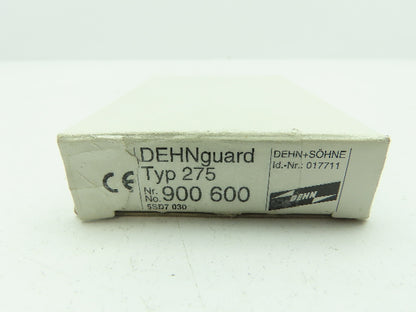 CE
DEHNguard
Typ 275
Nr.
No. 900 600
5SD7 030
DEHN+SÖHNE
Id.-Nr.: 017711
DEHN